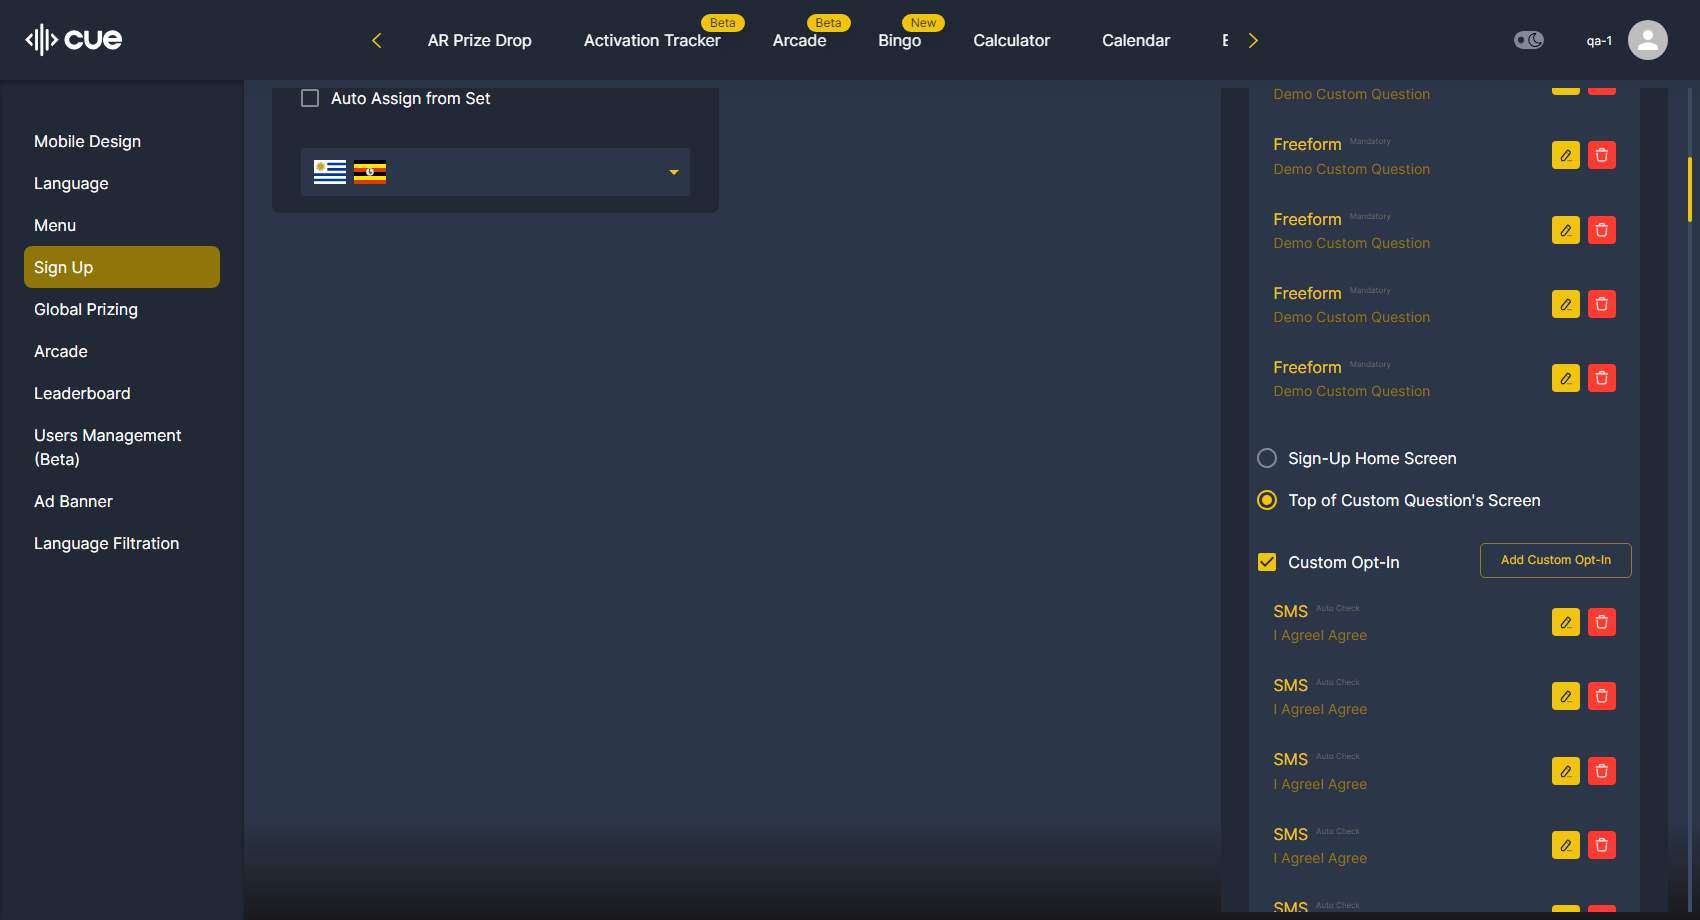 cue
AR Prize Drop
Activation Tracker
Beta
Arcade
Beta
Bingo
New
Calculator
Calendar
qa-1
Mobile Design
Language
Menu
Sign Up
Global Prizing
Arcade
Leaderboard
Users Management
(Beta)
Ad Banner
Language Filtration
Auto Assign from Set
Demo Custom Question
Freeform Mandatory
Demo Custom Question
Freeform Mandatory
Demo Custom Question
Freeform Mandatory
Demo Custom Question
Freeform Mandatory
Demo Custom Question
Sign-Up Home Screen
Top of Custom Question's Screen
Custom Opt-In
Add Custom Opt-In
SMS Auto Check
I AgreeI Agree
SMS Auto Check
I AgreeI Agree
SMS Auto Check
I AgreeI Agree
SMS Auto Check
I AgreeI Agree
SMS Auto Check